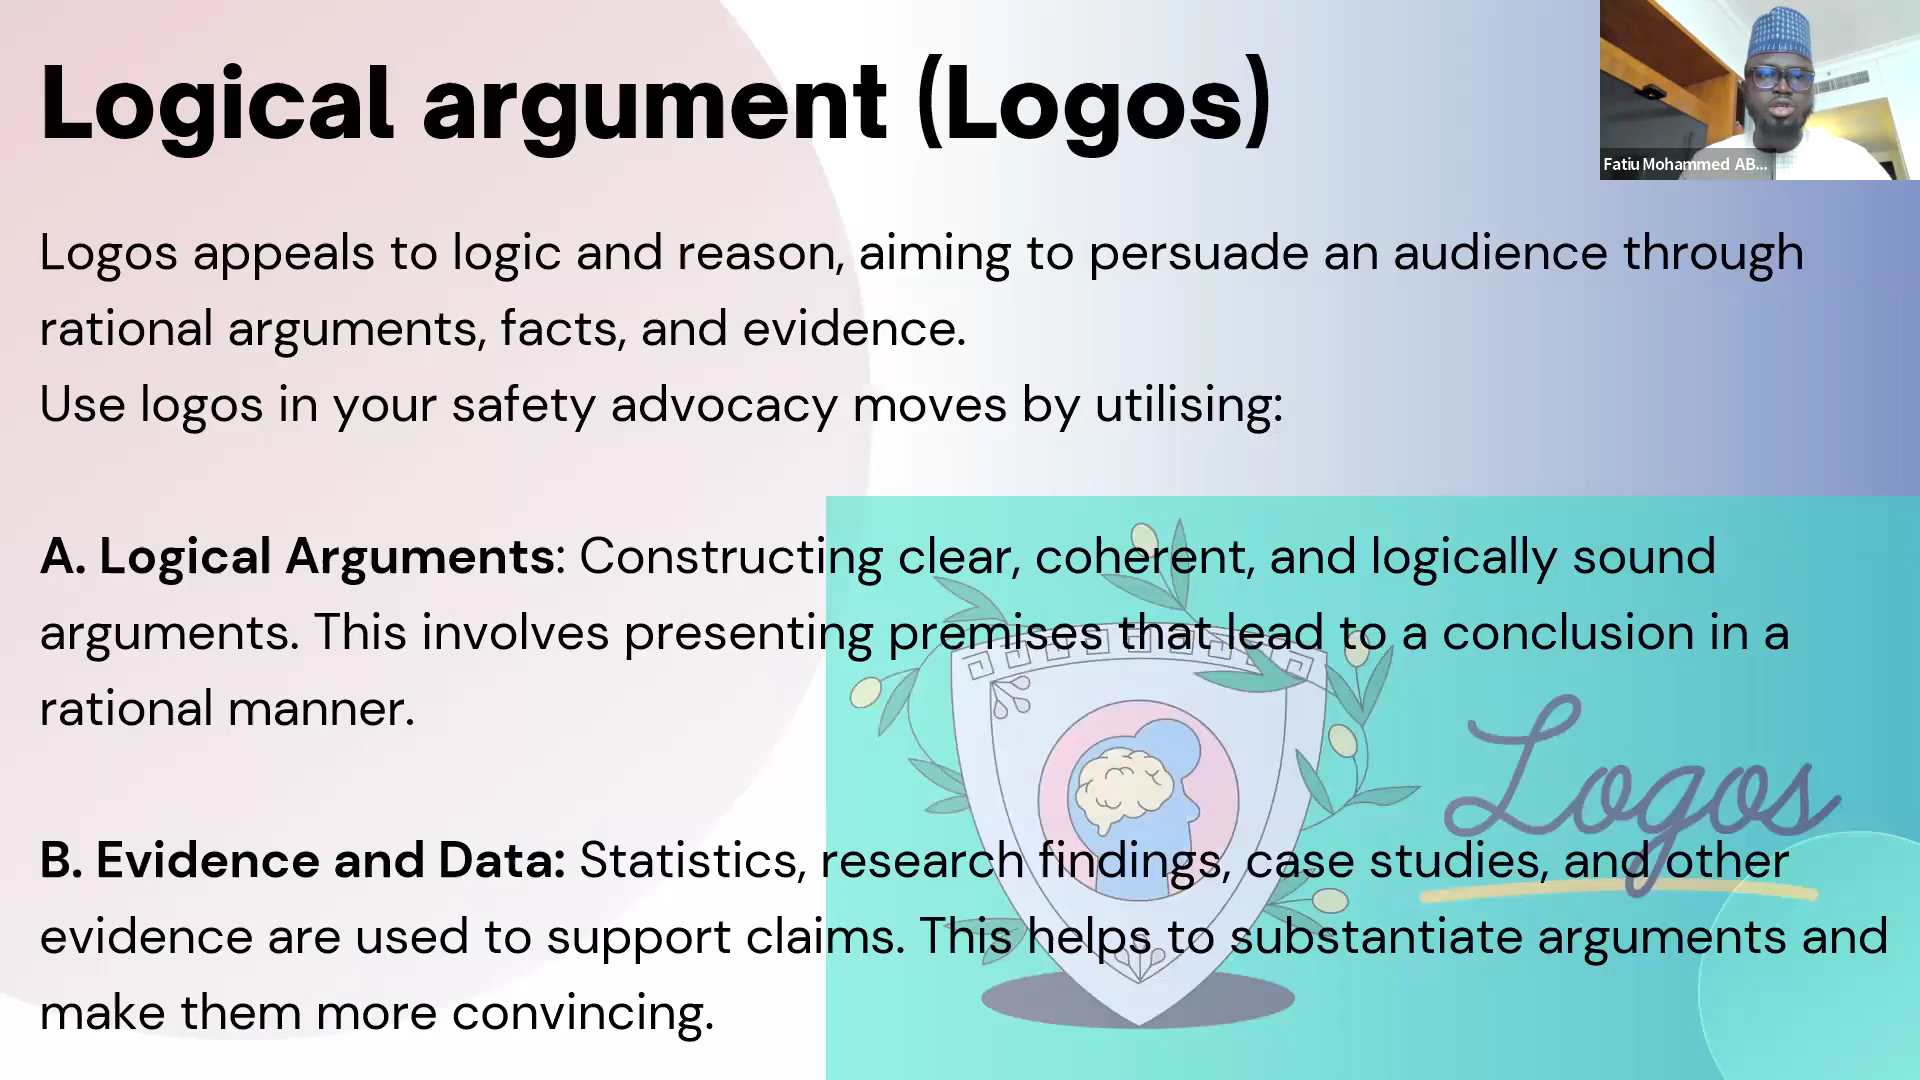 Logical argument (Logos)
Fatiu Mohammed AB...
Logos appeals to logic and reason, aiming to persuade an audience through
rational arguments, facts, and evidence.
Use logos in your safety advocacy moves by utilising:
A. Logical Arguments: Constructing clear, coherent, and logically sound
arguments. This involves presenting premises that lead to a conclusion in a
rational manner.
Logos
B. Evidence and Data: Statistics, research findings, case studies, and other
evidence are used to support claims. This helps to substantiate arguments and
make them more convincing.